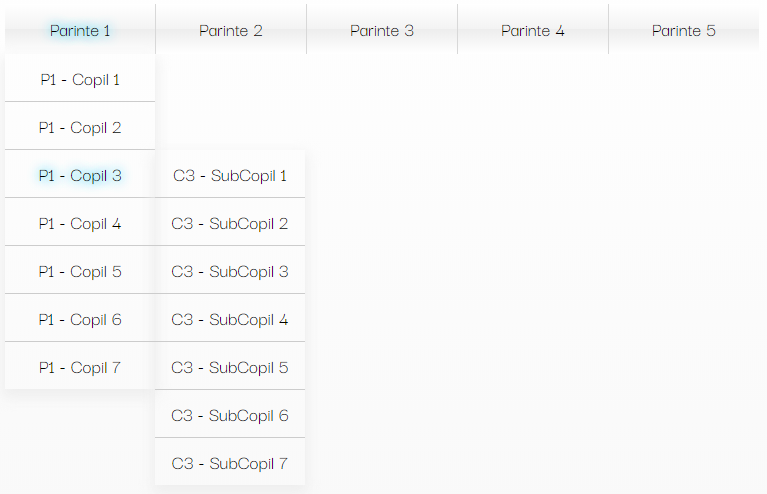 Parinte 1 Parinte 2 Parinte 3 Parinte 4 Parinte 5
P1 - Copil 1
P1 - Copil 2
P1 - Copil 3
P1 - Copil 4
P1 - Copil 5
P1 - Copil 6
P1 - Copil 7
C3 - SubCopil 1
C3 - SubCopil 2
C3 - SubCopil 3
C3 - SubCopil 4
C3 - SubCopil 5
C3 - SubCopil 6
C3 - SubCopil 7